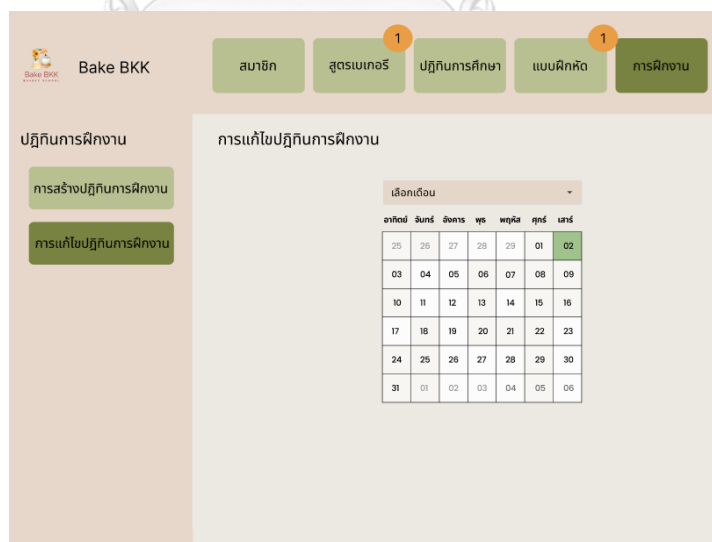 1 1
Bake BKK Bake BKK สมาชิก สูตรเบเกอรี ปฏิทินการศึกษา แบบฝึกหัด การฝึกงาน
ปฎิทินการฝึกงาน การแก้ไขปฎิทินการฝึกงาน
การสร้างปฎิทินการฝึกงาน
การแก้ไขปฎิทินการฝึกงาน
เลือกเดือน
อาทิตย์ จันทร์ อังคาร พุธ พฤหัส ศุกร์ เสาร์
25 26 27 28 29 01 02
03 04 05 06 07 08 09
10 11 12 13 14 15 16
17 18 19 20 21 22 23
24 25 26 27 28 29 30
31 01 02 03 04 05 06